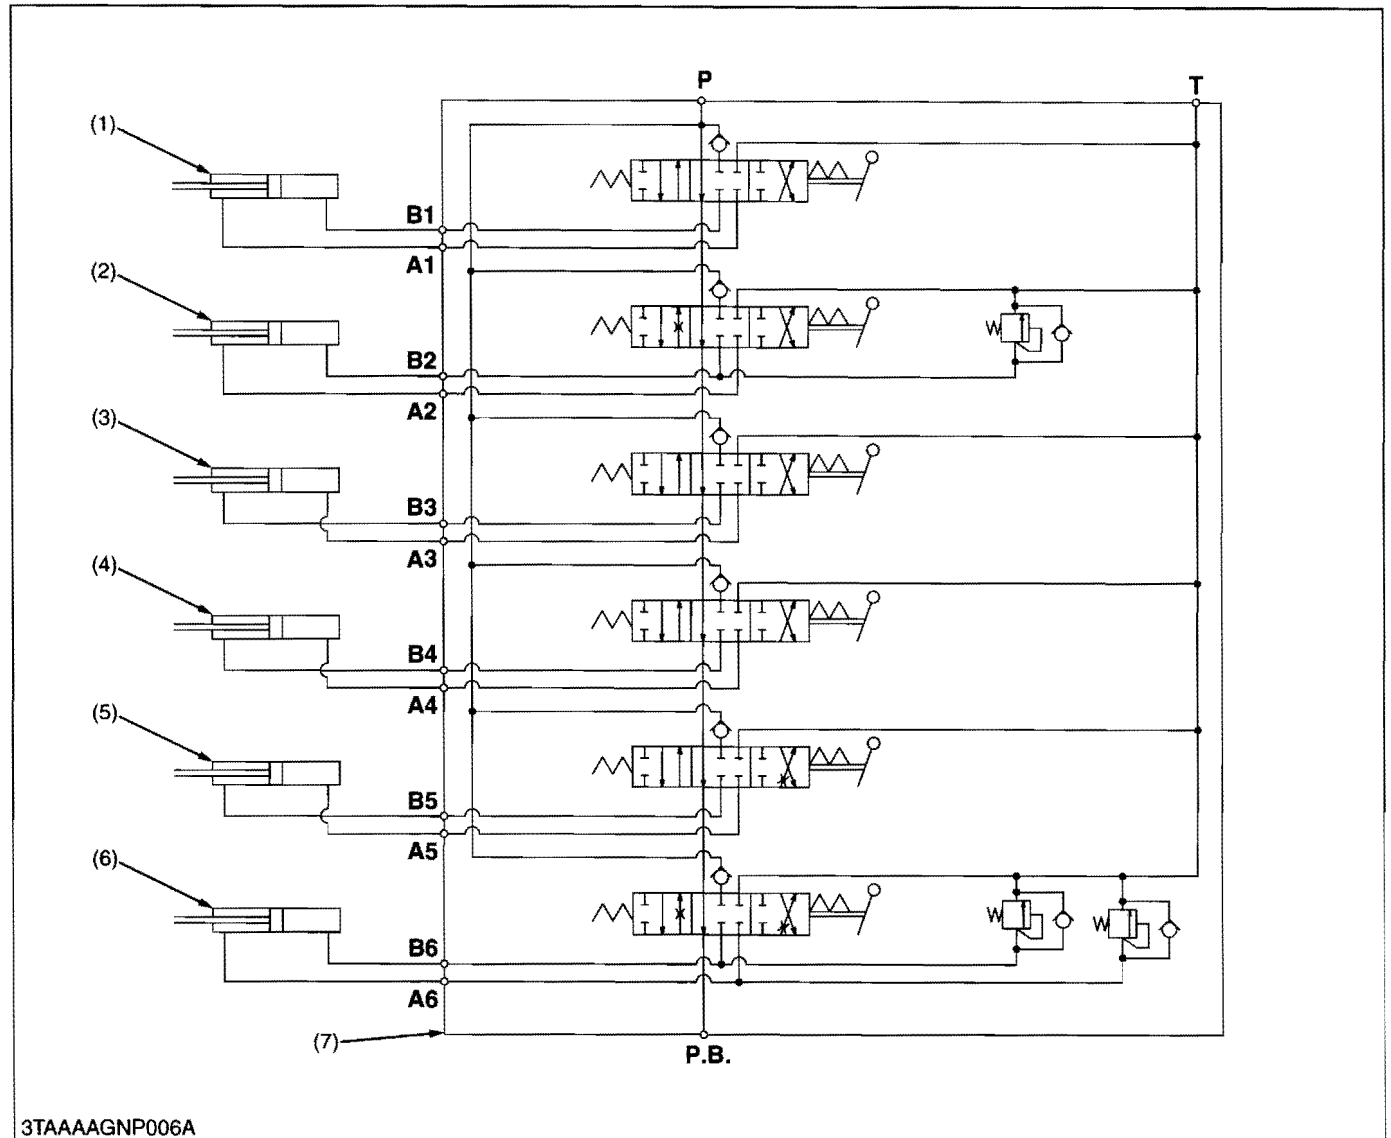 P
T
(1)
B1
A1
(2)
B2
A2
(3)
B3
A3
(4)
B4
A4
(5)
B5
A5
(6)
B6
A6
(7)
P.B.
3TAAAAGNP006A